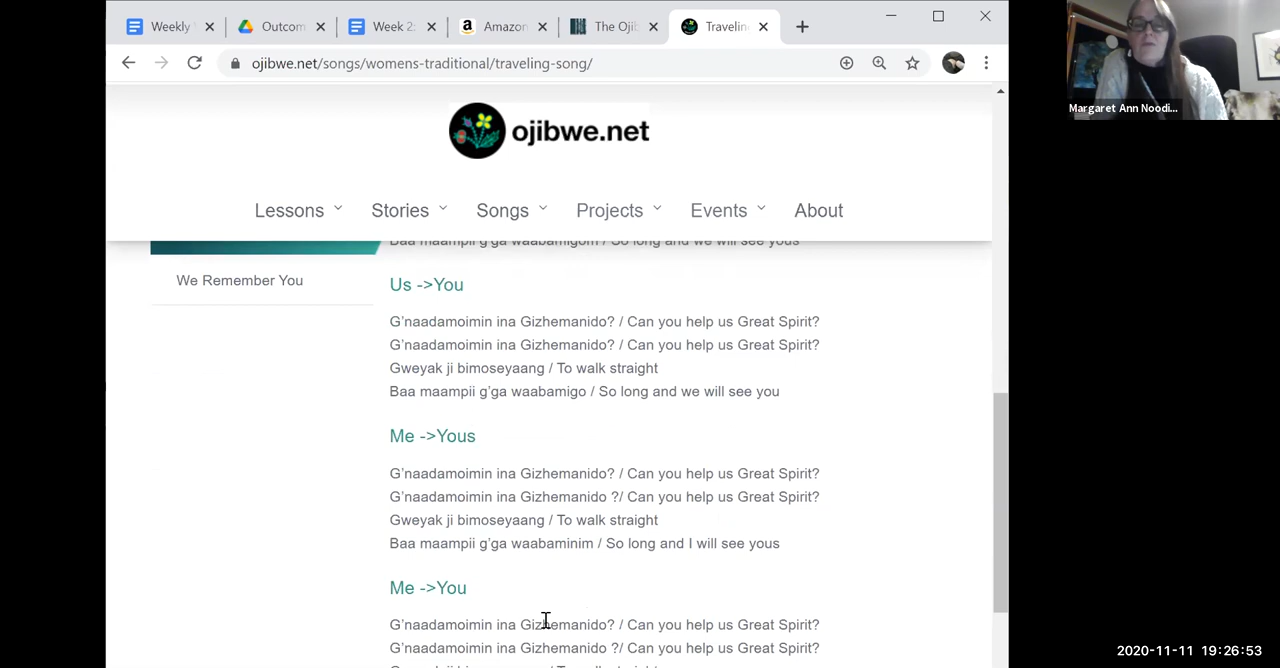 Weekly
Outcom
Week 2:
Amazon
The Ojib
Travelin
ojibwe.net/songs/womens-traditional/traveling-song/
Margaret Ann Noodi...
ojibwe.net
Lessons
Stories
Songs
Projects
Events
About
Baa maampii g'ga waabamigom / So long and we will see yous
We Remember You
Us ->You
G'naadamoimin ina Gizhemanido? / Can you help us Great Spirit?
G'naadamoimin ina Gizhemanido? / Can you help us Great Spirit?
Gweyak ji bimoseyaang / To walk straight
Baa maampii g'ga waabamigo / So long and we will see you
Me ->Yous
G'naadamoimin ina Gizhemanido? / Can you help us Great Spirit?
G'naadamoimin ina Gizhemanido ?/ Can you help us Great Spirit?
Gweyak ji bimoseyaang / To walk straight
Baa maampii g'ga waabaminim / So long and I will see yous
Me ->You
G'naadamoimin ina Gizhemanido? / Can you help us Great Spirit?
G'naadamoimin ina Gizhemanido ?/ Can you help us Great Spirit?
2020-11-11 19:26:53